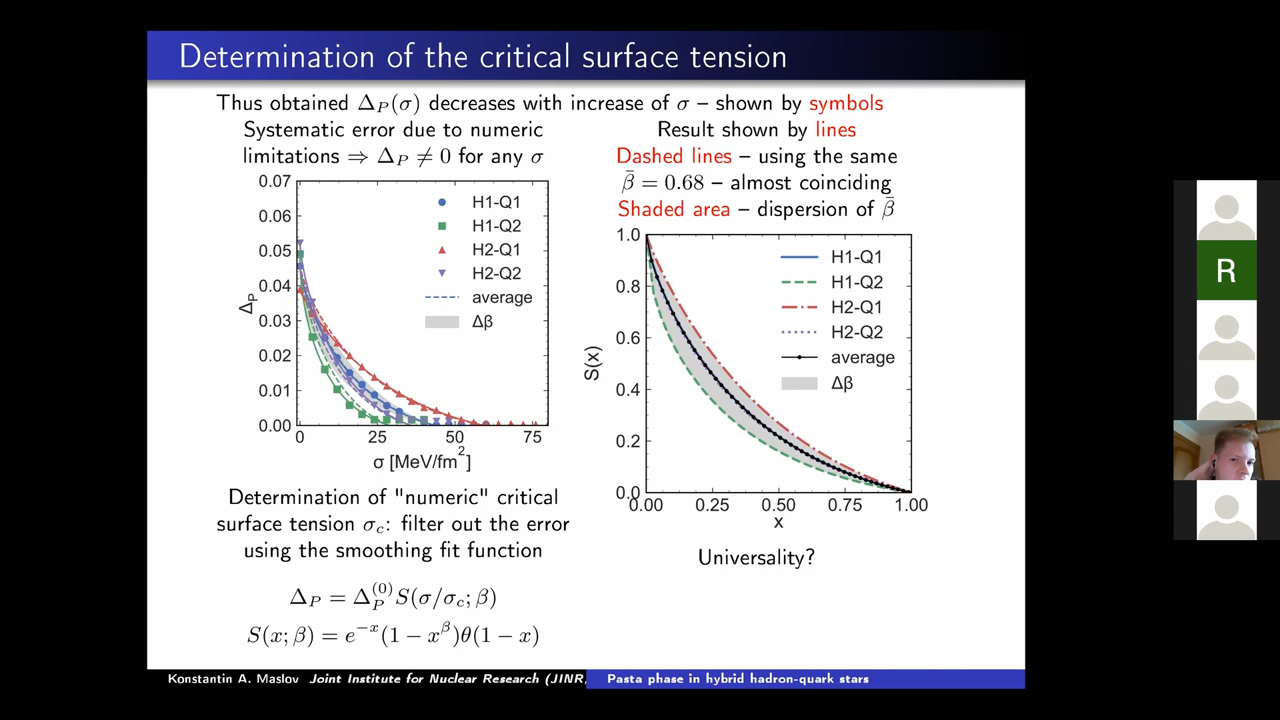 Determination of the critical surface tension
Thus obtained Δ_P(σ) decreases with increase of σ – shown by symbols
Systematic error due to numeric
limitations ⇒ Δ_P ≠ 0 for any σ
0.07
0.06
0.05
0.04
0.03
0.02
0.01
0.00
Δ_P
H1-Q1
H1-Q2
H2-Q1
H2-Q2
average
Δβ
0
25
50
75
σ [MeV/fm²]
Determination of "numeric" critical
surface tension σ_c: filter out the error
using the smoothing fit function
Δ_P = Δ_P^(0) S(σ/σ_c; β)
S(x; β) = e^{-x}(1 − x^β)θ(1 − x)
Result shown by lines
Dashed lines – using the same
β̄ = 0.68 – almost coinciding
Shaded area – dispersion of β̄
1.0
0.8
0.6
0.4
0.2
0.0
S(x)
H1-Q1
H1-Q2
H2-Q1
H2-Q2
average
Δβ
0.00
0.25
0.50
0.75
1.00
x
Universality?
R
Konstantin A. Maslov Joint Institute for Nuclear Research (JINR,
Pasta phase in hybrid hadron-quark stars